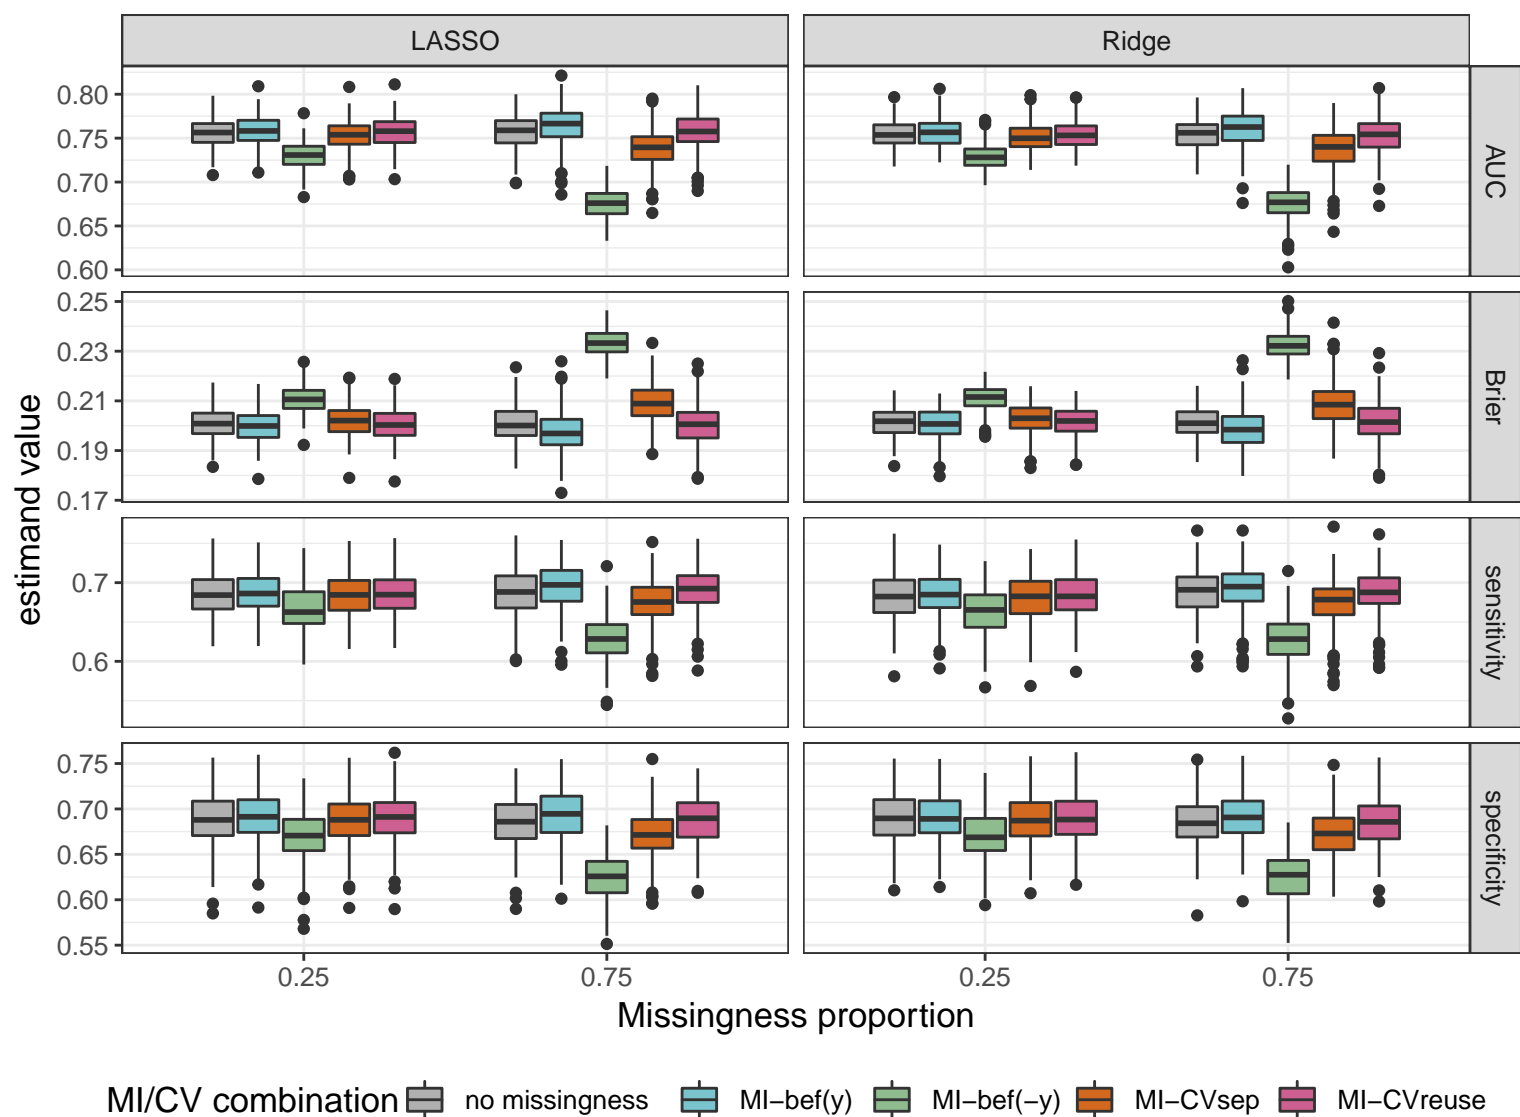 LASSO Ridge
0.80
0.75
0.70
0.65
0.60
AUC
0.25
0.23
0.21
0.19
0.17
Brier
0.7
0.6
sensitivity
0.75
0.70
0.65
0.60
0.55
specificity
estimand value
0.25 0.75 0.25 0.75
Missingness proportion
MI/CV combination no missingness MI−bef(y) MI−bef(−y) MI−CVsep MI−CVreuse